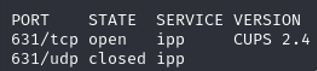 PORT    STATE  SERVICE VERSION
631/tcp open   ipp     CUPS 2.4
631/udp closed ipp